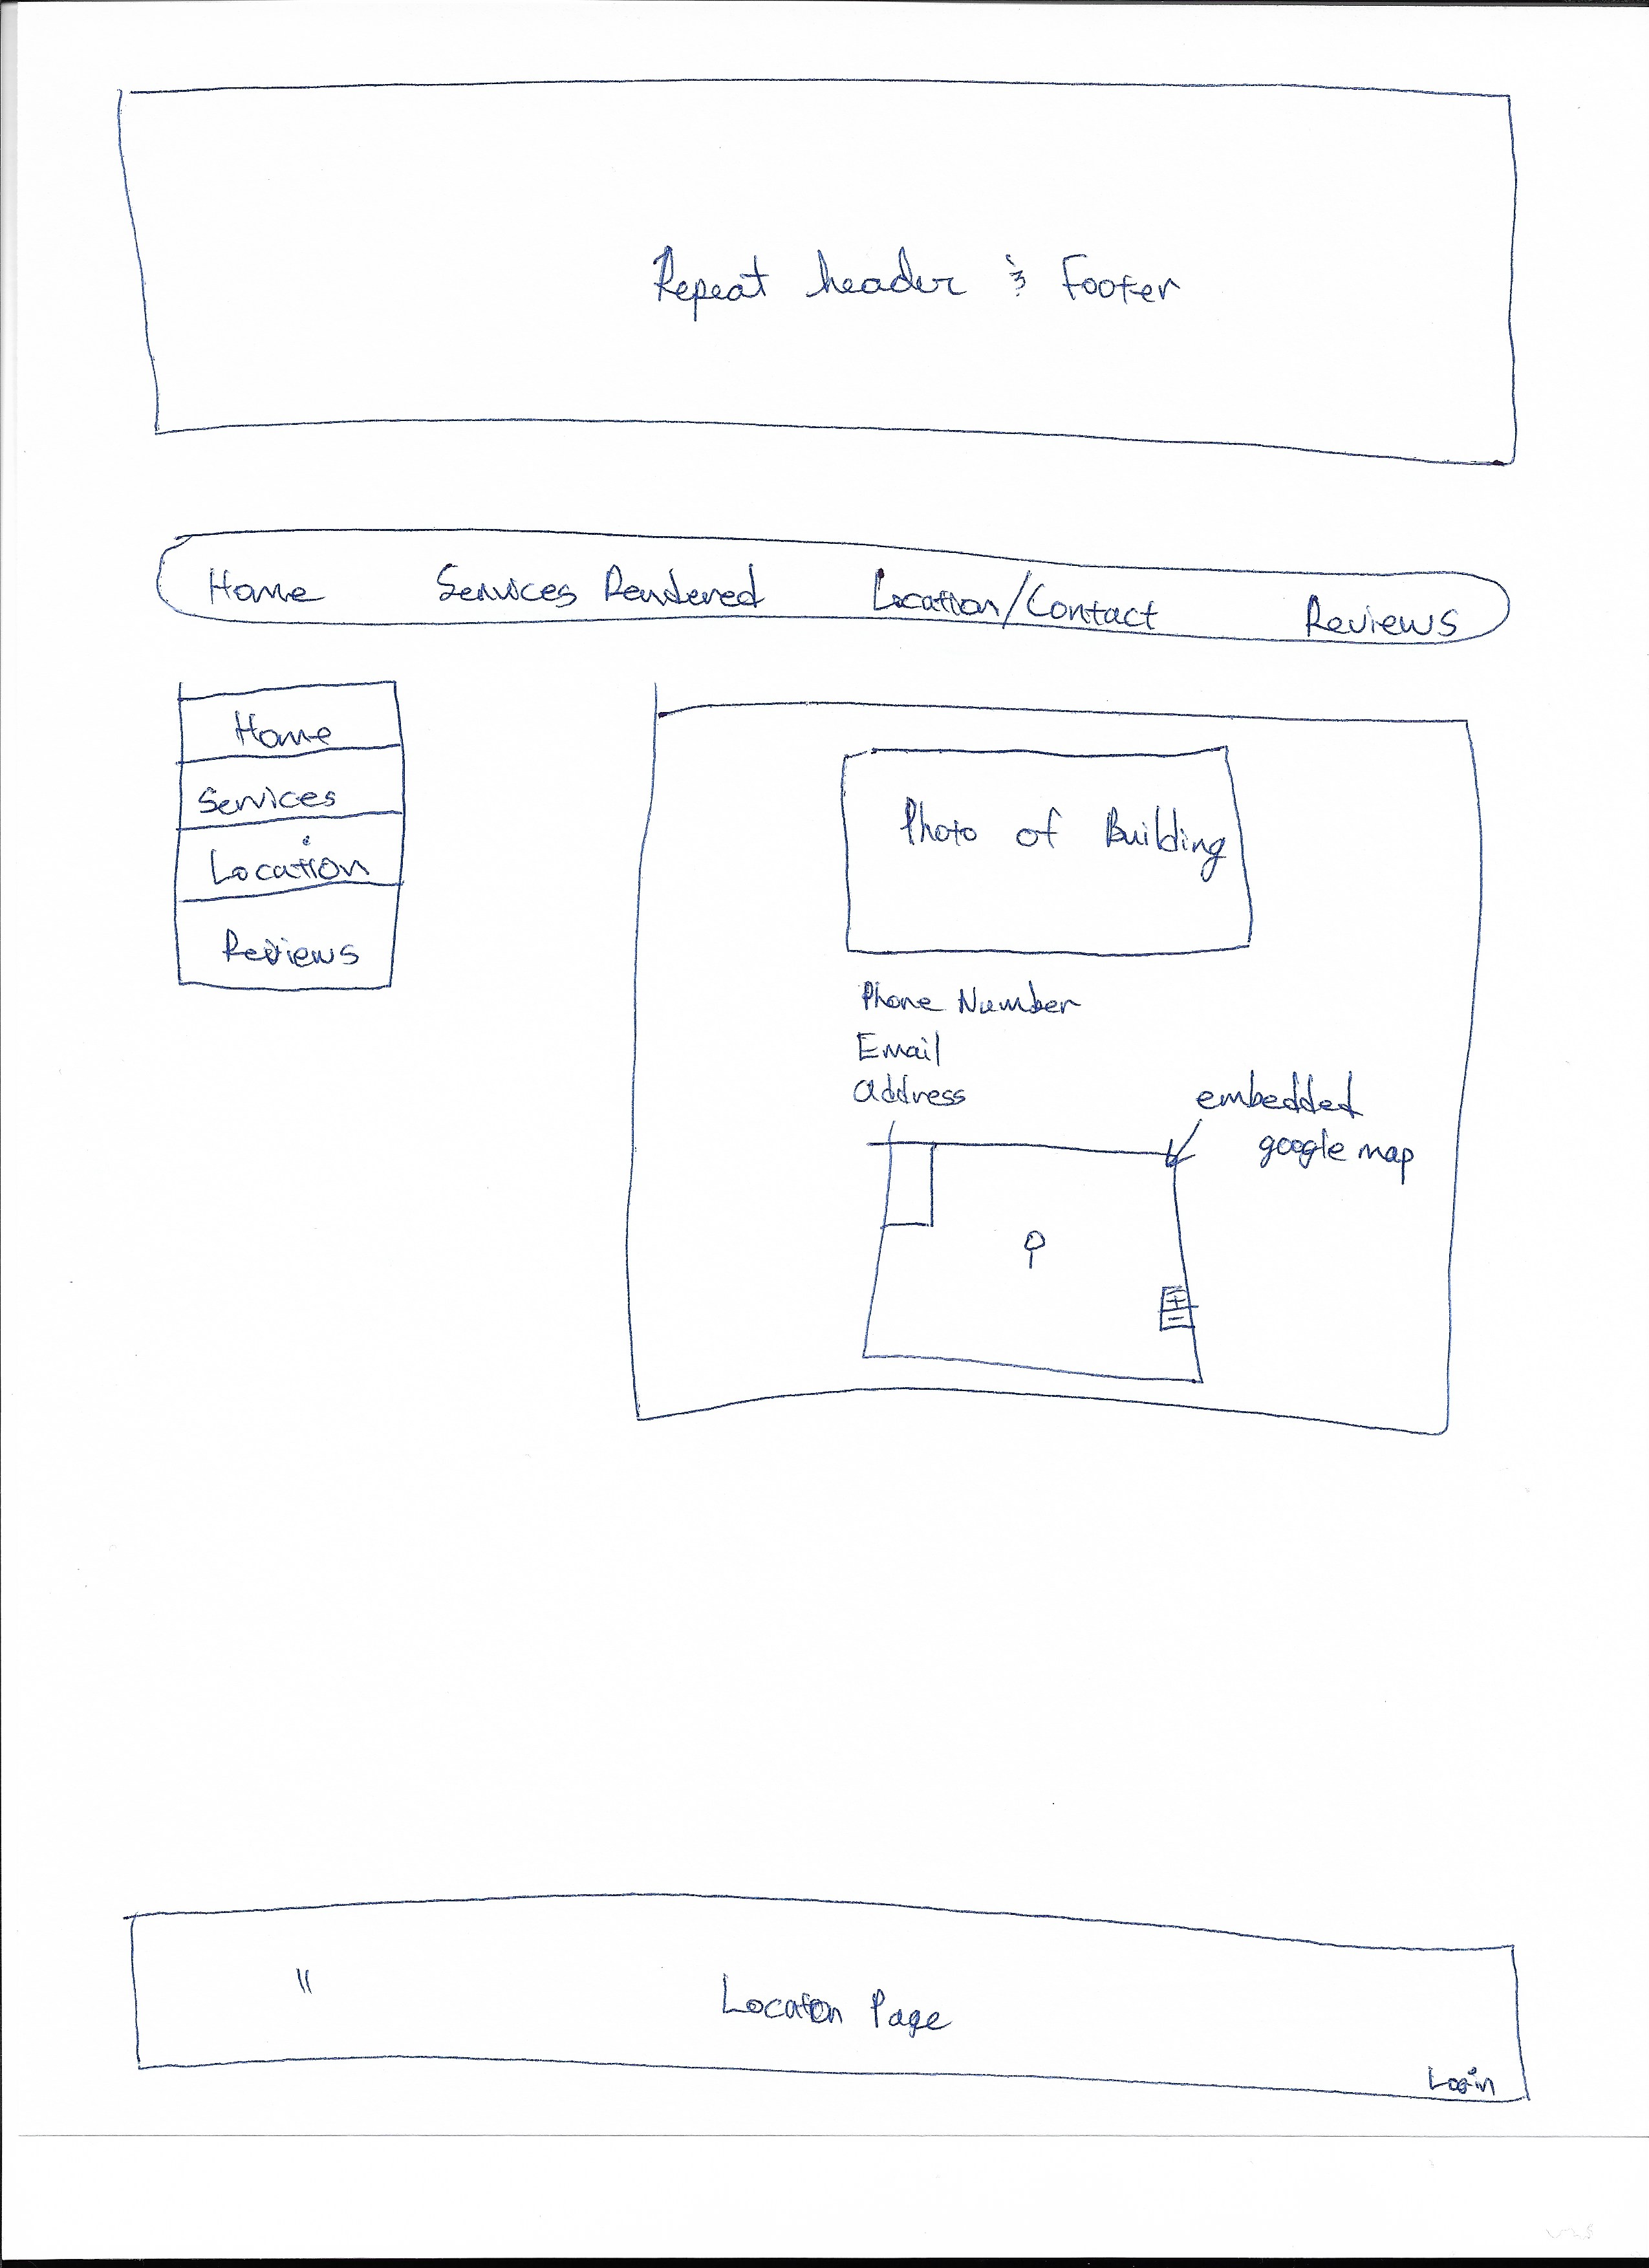 Repeat header & Footer
Home Services Rendered Location/Contact Reviews
Home
Services
Location
Reviews
Photo of Building
Phone Number
Email
Address
embedded
google map
+
−
"
Location Page
Login